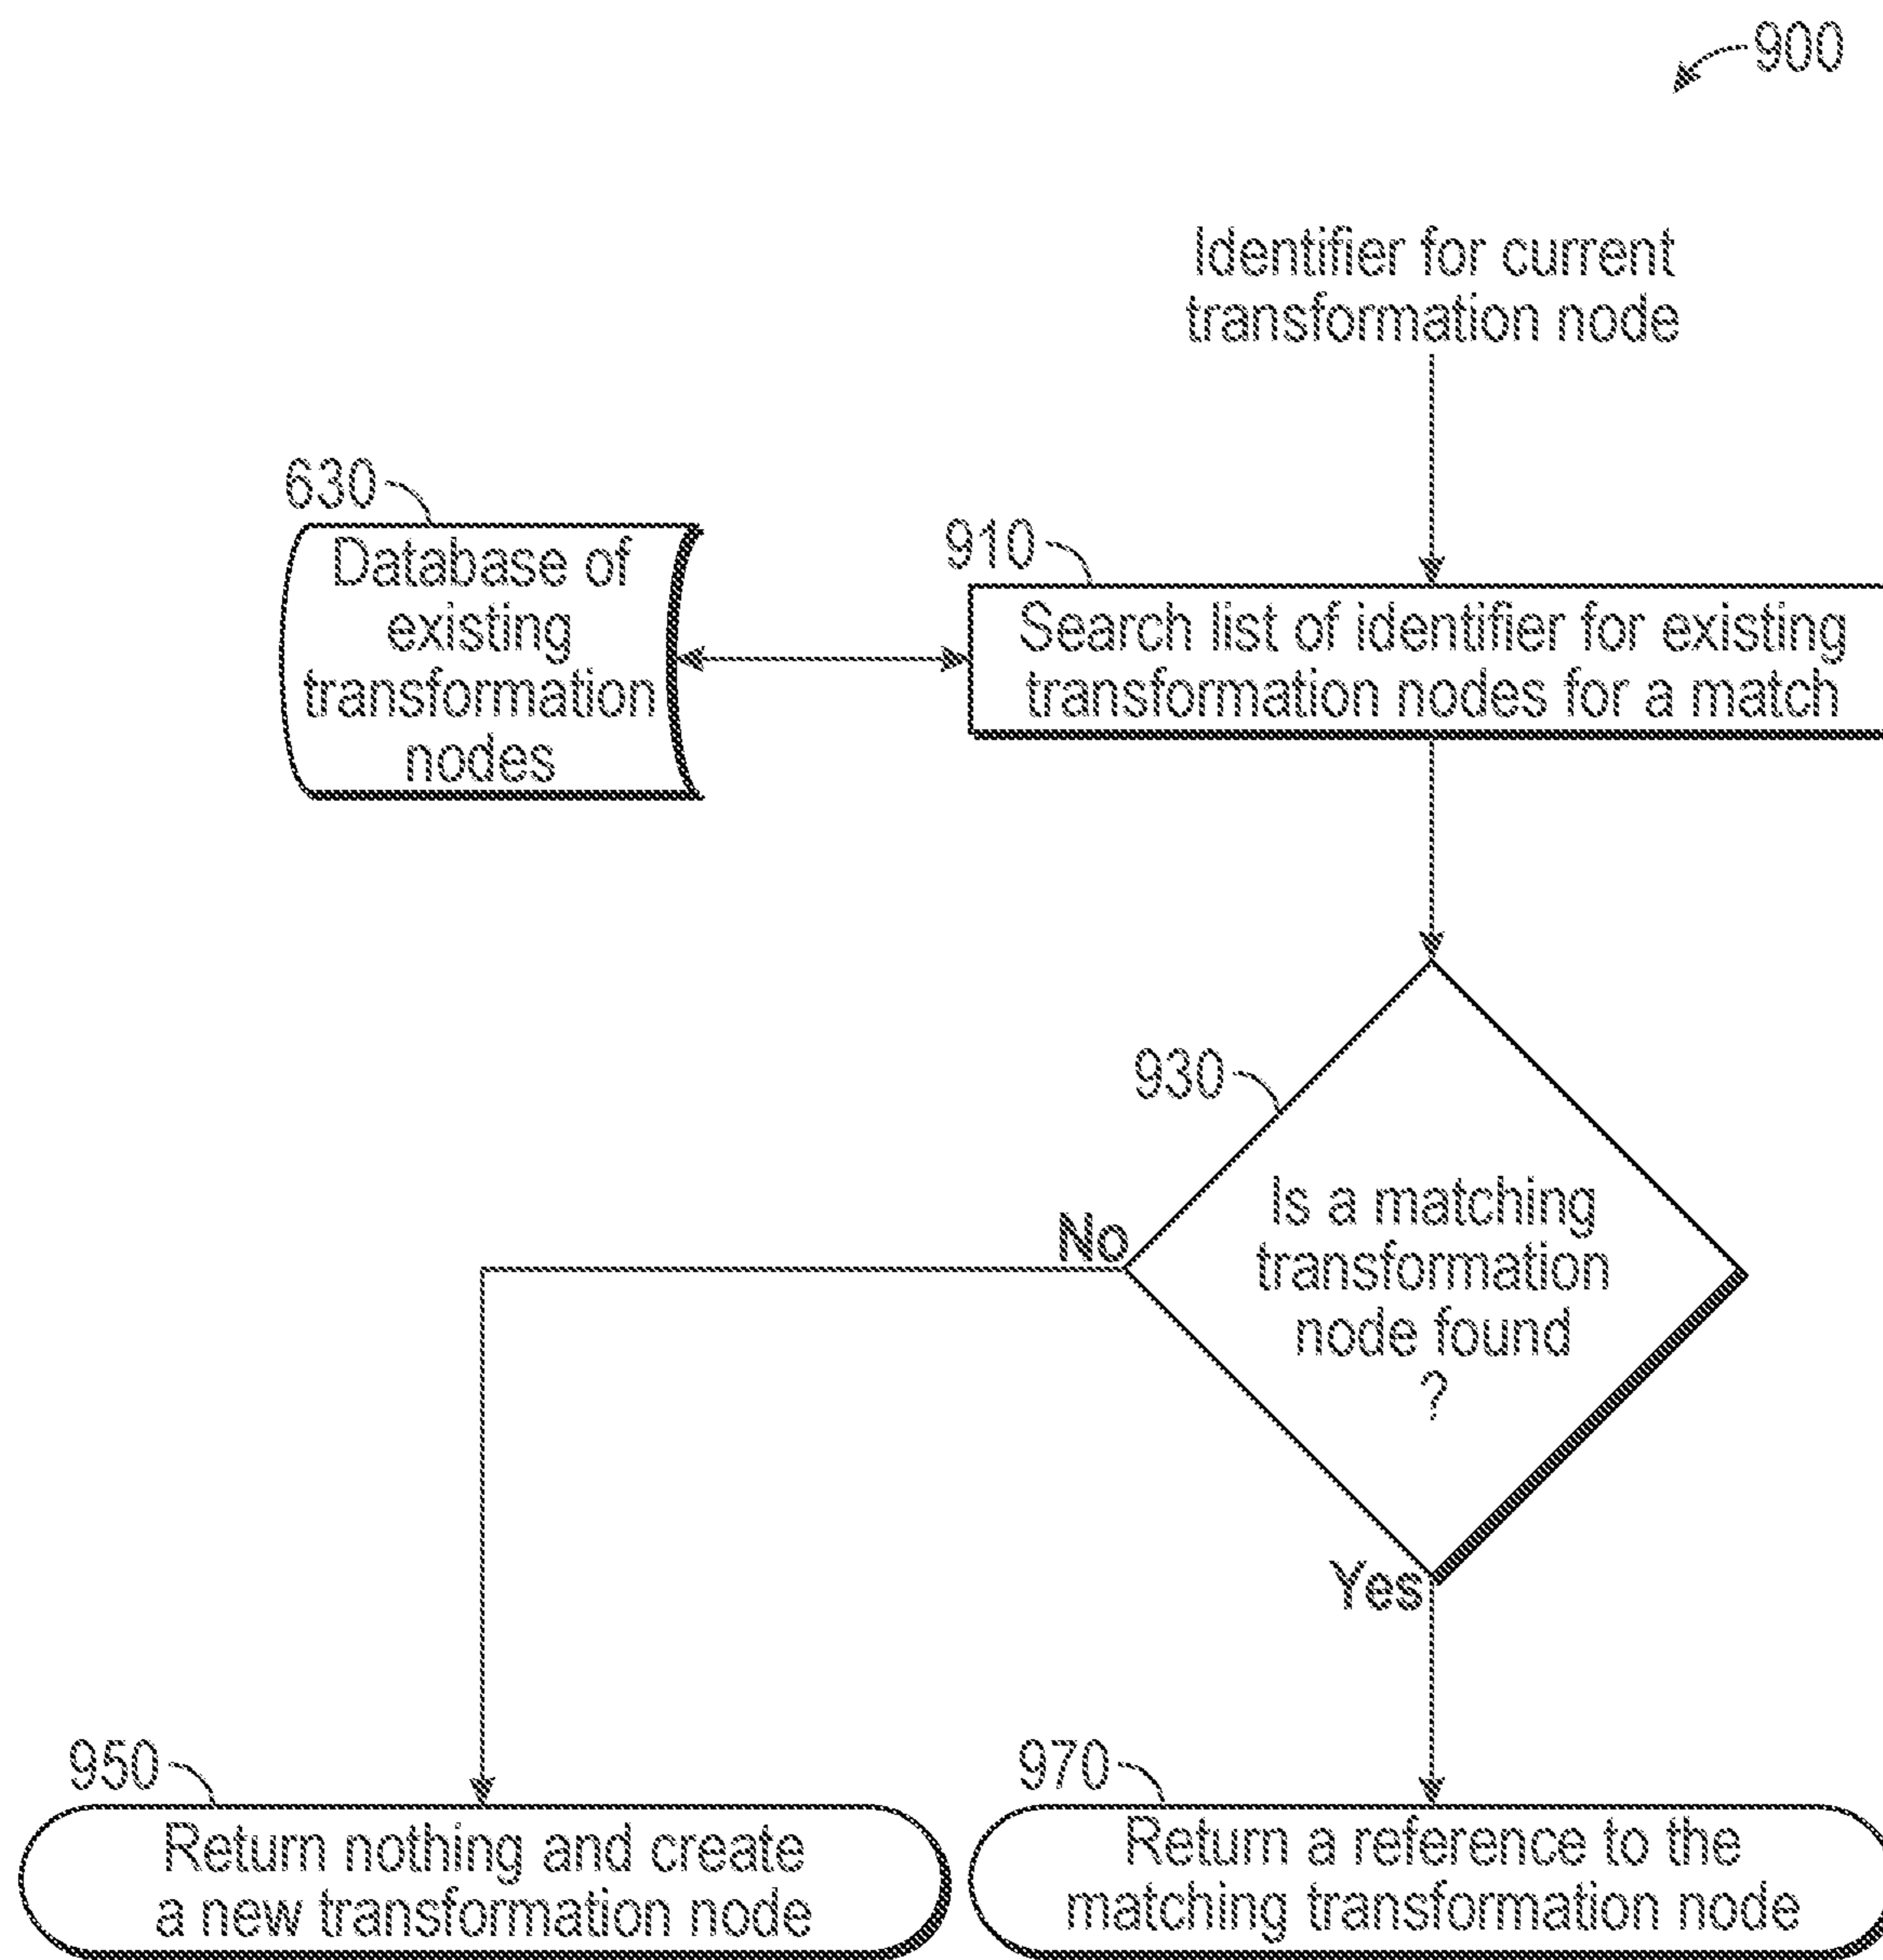 900
Identifier for current
transformation node
630
Database of
existing
transformation
nodes
910
Search list of identifier for existing
transformation nodes for a match
930
Is a matching
transformation
node found
?
No
Yes
950
Return nothing and create
a new transformation node
970
Return a reference to the
matching transformation node